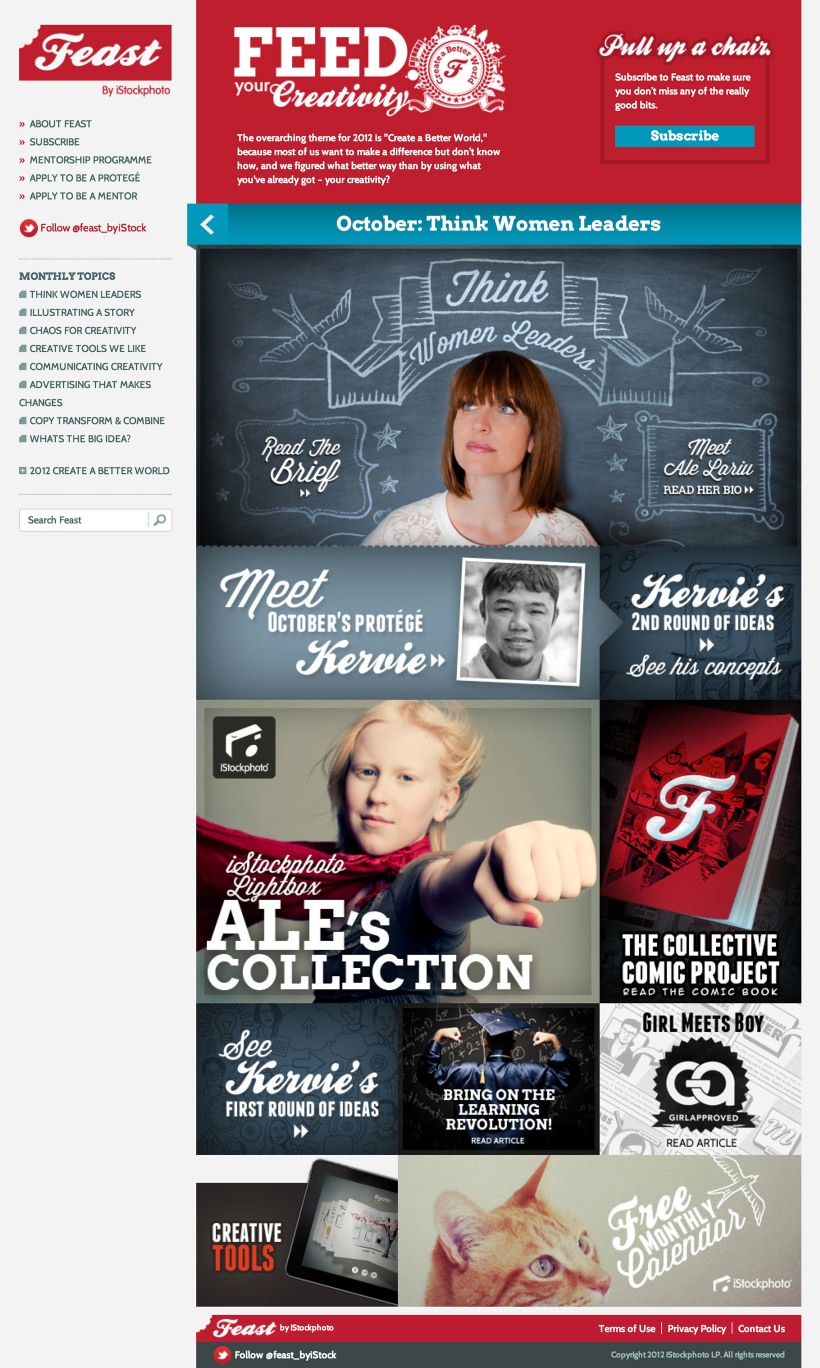 Feast
By iStockphoto
» ABOUT FEAST
» SUBSCRIBE
» MENTORSHIP PROGRAMME
» APPLY TO BE A PROTEGÉ
» APPLY TO BE A MENTOR
Follow @feast_byiStock
MONTHLY TOPICS
THINK WOMEN LEADERS
ILLUSTRATING A STORY
CHAOS FOR CREATIVITY
CREATIVE TOOLS WE LIKE
COMMUNICATING CREATIVITY
ADVERTISING THAT MAKES
CHANGES
COPY TRANSFORM & COMBINE
WHATS THE BIG IDEA?
2012 CREATE A BETTER WORLD
Search Feast
FEED
your Creativity
Create a Better World
F
The overarching theme for 2012 is "Create a Better World,"
because most of us want to make a difference but don't know
how, and we figured what better way than by using what
you've already got – your creativity?
Pull up a chair.
Subscribe to Feast to make sure
you don't miss any of the really
good bits.
Subscribe
October: Think Women Leaders
Think
Women Leaders
Read The
Brief
Meet
Ale Lariu
READ HER BIO
Meet
OCTOBER'S PROTÉGÉ
Kervie
Kervie's
2ND ROUND OF IDEAS
See his concepts
iStockphoto
iStockphoto
Lightbox
ALE's
COLLECTION
F
THE COLLECTIVE
COMIC PROJECT
READ THE COMIC BOOK
See
Kervie's
FIRST ROUND OF IDEAS
BRING ON THE
LEARNING
REVOLUTION!
READ ARTICLE
GIRL MEETS BOY
GA
GIRLAPPROVED
READ ARTICLE
CREATIVE
TOOLS
Kyoto
Free
MONTHLY
Calendar
iStockphoto
Feast by iStockphoto
Terms of Use | Privacy Policy | Contact Us
Follow @feast_byiStock
Copyright 2012 iStockphoto LP. All rights reserved